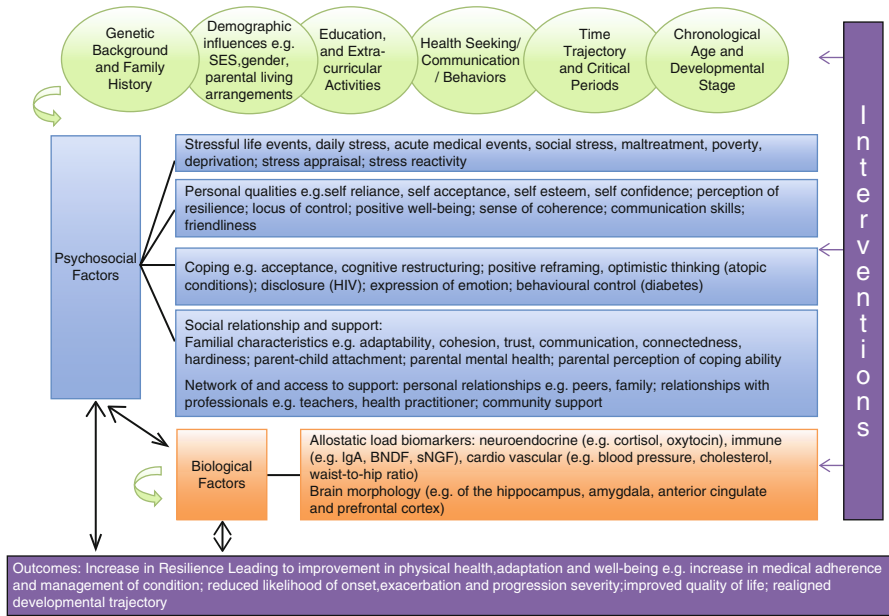 Genetic
Background
and Family
History
Demographic
influences e.g.
SES,gender,
parental living
arrangements
Education,
and Extra-
curricular
Activities
Health Seeking/
Communication
/ Behaviors
Time
Trajectory
and Critical
Periods
Chronological
Age and
Developmental
Stage
Interventions
Psychosocial
Factors
Stressful life events, daily stress, acute medical events, social stress, maltreatment, poverty,
deprivation; stress appraisal; stress reactivity
Personal qualities e.g.self reliance, self acceptance, self esteem, self confidence; perception of
resilience; locus of control; positive well-being; sense of coherence; communication skills;
friendliness
Coping e.g. acceptance, cognitive restructuring; positive reframing, optimistic thinking (atopic
conditions); disclosure (HIV); expression of emotion; behavioural control (diabetes)
Social relationship and support:
Familial characteristics e.g. adaptability, cohesion, trust, communication, connectedness,
hardiness; parent-child attachment; parental mental health; parental perception of coping ability
Network of and access to support: personal relationships e.g. peers, family; relationships with
professionals e.g. teachers, health practitioner; community support
Biological
Factors
Allostatic load biomarkers: neuroendocrine (e.g. cortisol, oxytocin), immune
(e.g. IgA, BNDF, sNGF), cardio vascular (e.g. blood pressure, cholesterol,
waist-to-hip ratio)
Brain morphology (e.g. of the hippocampus, amygdala, anterior cingulate
and prefrontal cortex)
Outcomes: Increase in Resilience Leading to improvement in physical health,adaptation and well-being e.g. increase in medical adherence
and management of condition; reduced likelihood of onset,exacerbation and progression severity;improved quality of life; realigned
developmental trajectory